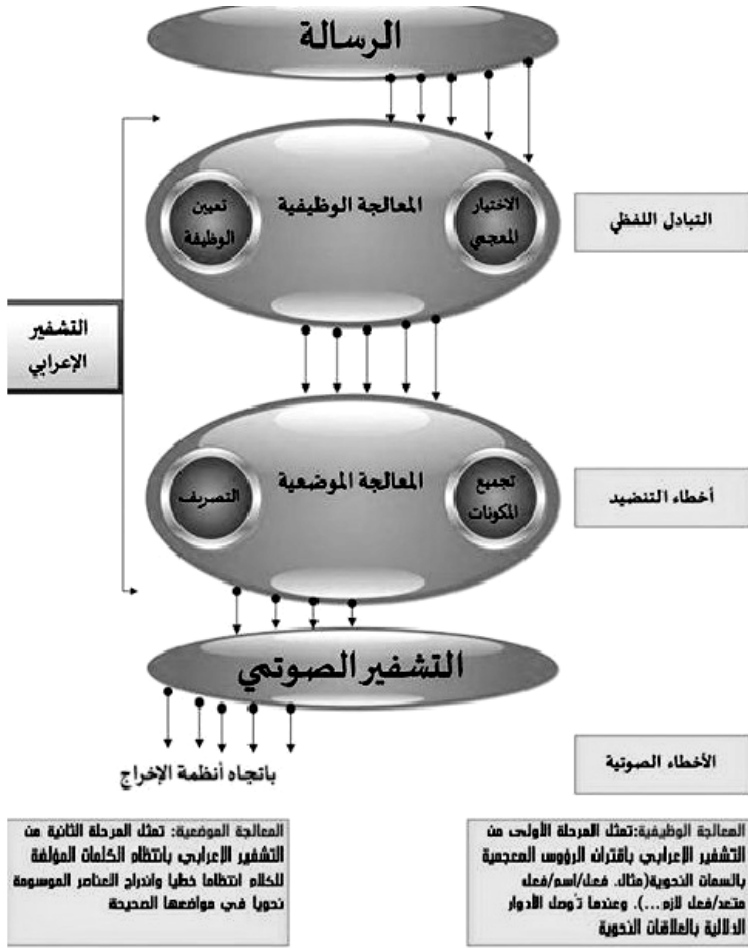 الرسالة
المعالجة الوظيفية
الاختيار
المعجمي
تعيين
الوظيفة
التبادل اللفظي
التشفير
الإعرابي
المعالجة الموضعية
تجميع
المكونات
التصريف
أخطاء التنضيد
التشفير الصوتي
باتجاه أنظمة الإخراج
الأخطاء الصوتية
المعالجة الوظيفية:تمثل المرحلة الأولى من
التشفير الإعرابي باقتران الرؤوس المعجمية
بالسمات النحوية(مثال. فعل/اسم/فعل
متعد/فعل لازم...). وعندما توصل الأدوار
الدلالية بالعلاقات النحوية
المعالجة الموضعية: تمثل المرحلة الثانية من
التشفير الإعرابي بانتظام الكلمات المؤلفة
للكلام انتظاما خطيا واندراج العناصر الموسومة
نحويا في مواضعها الصحيحة